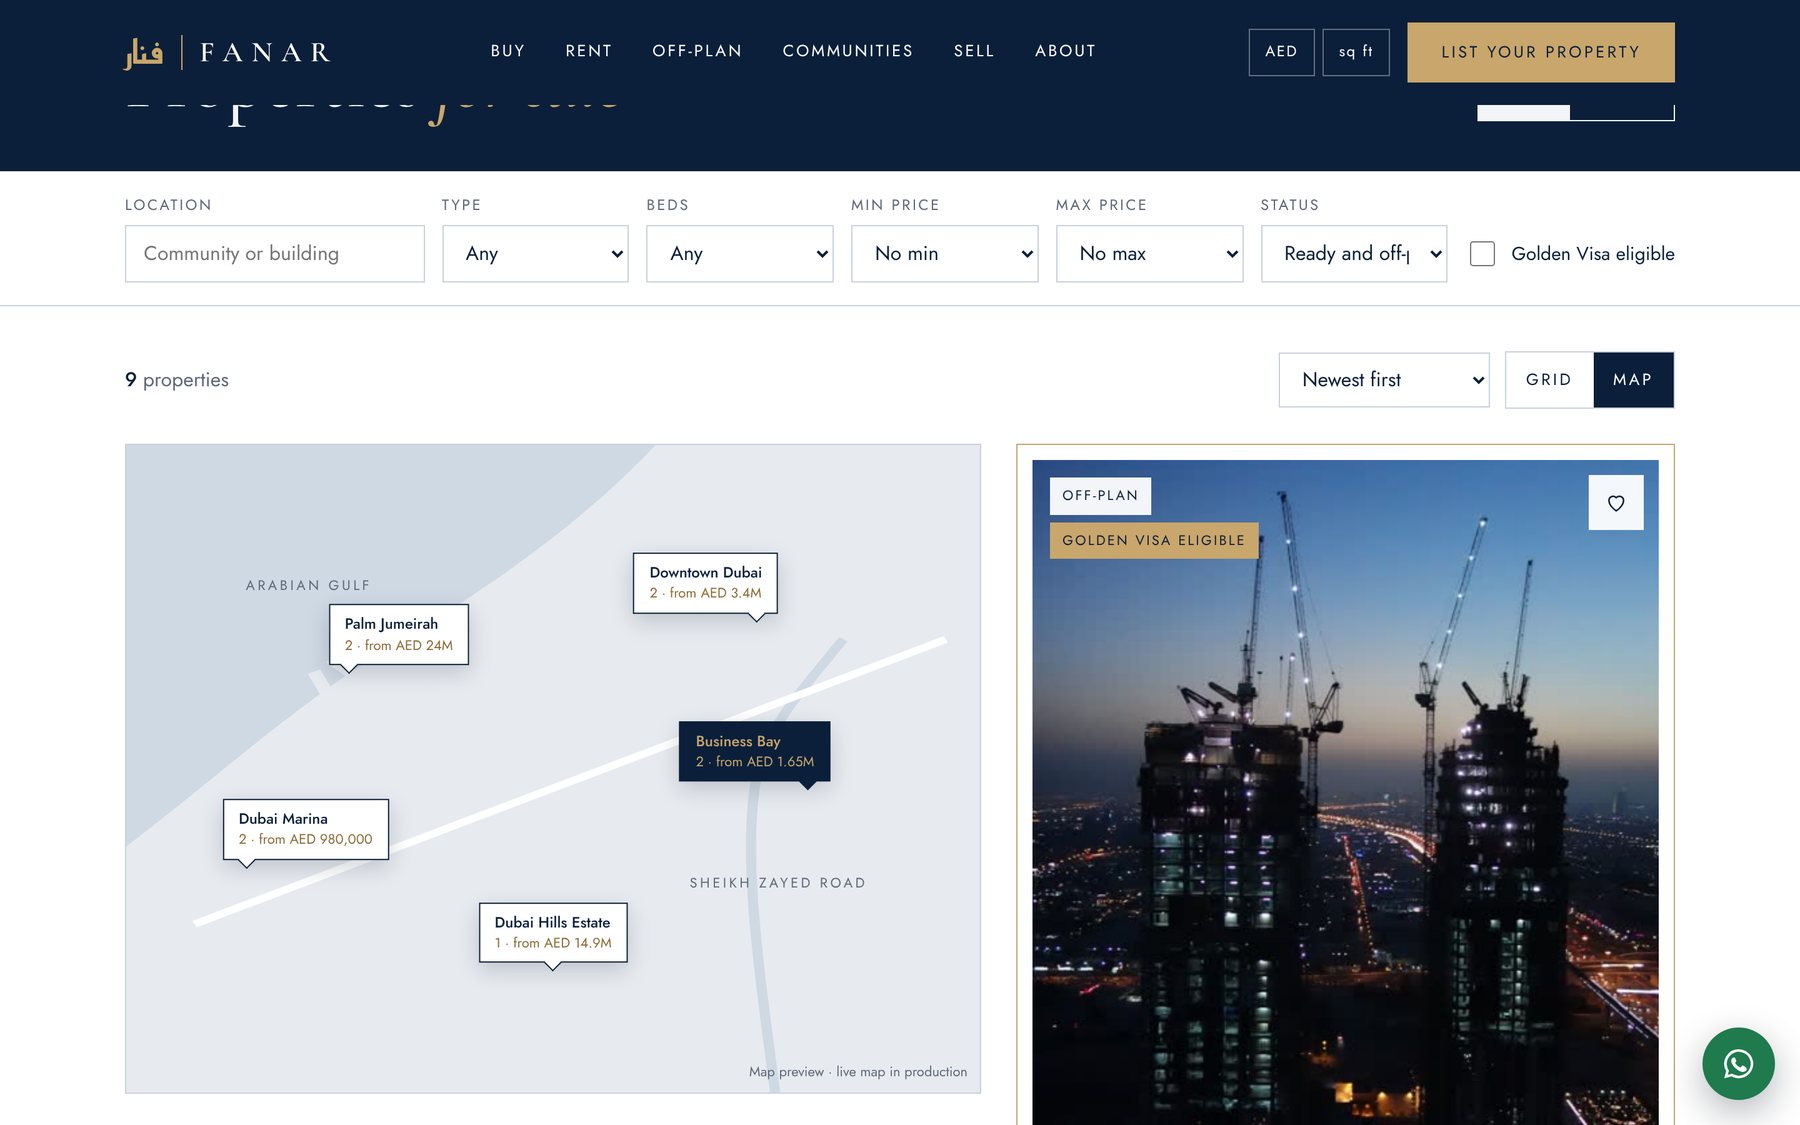 فنار
FANAR
BUY
RENT
OFF-PLAN
COMMUNITIES
SELL
ABOUT
AED
sq ft
LIST YOUR PROPERTY
Properties for sale
LOCATION
TYPE
BEDS
MIN PRICE
MAX PRICE
STATUS
Community or building
Any
Any
No min
No max
Ready and off-p
Golden Visa eligible
9 properties
Newest first
GRID
MAP
ARABIAN GULF
Downtown Dubai
2 · from AED 3.4M
Palm Jumeirah
2 · from AED 24M
Business Bay
2 · from AED 1.65M
Dubai Marina
2 · from AED 980,000
SHEIKH ZAYED ROAD
Dubai Hills Estate
1 · from AED 14.9M
Map preview · live map in production
OFF-PLAN
GOLDEN VISA ELIGIBLE